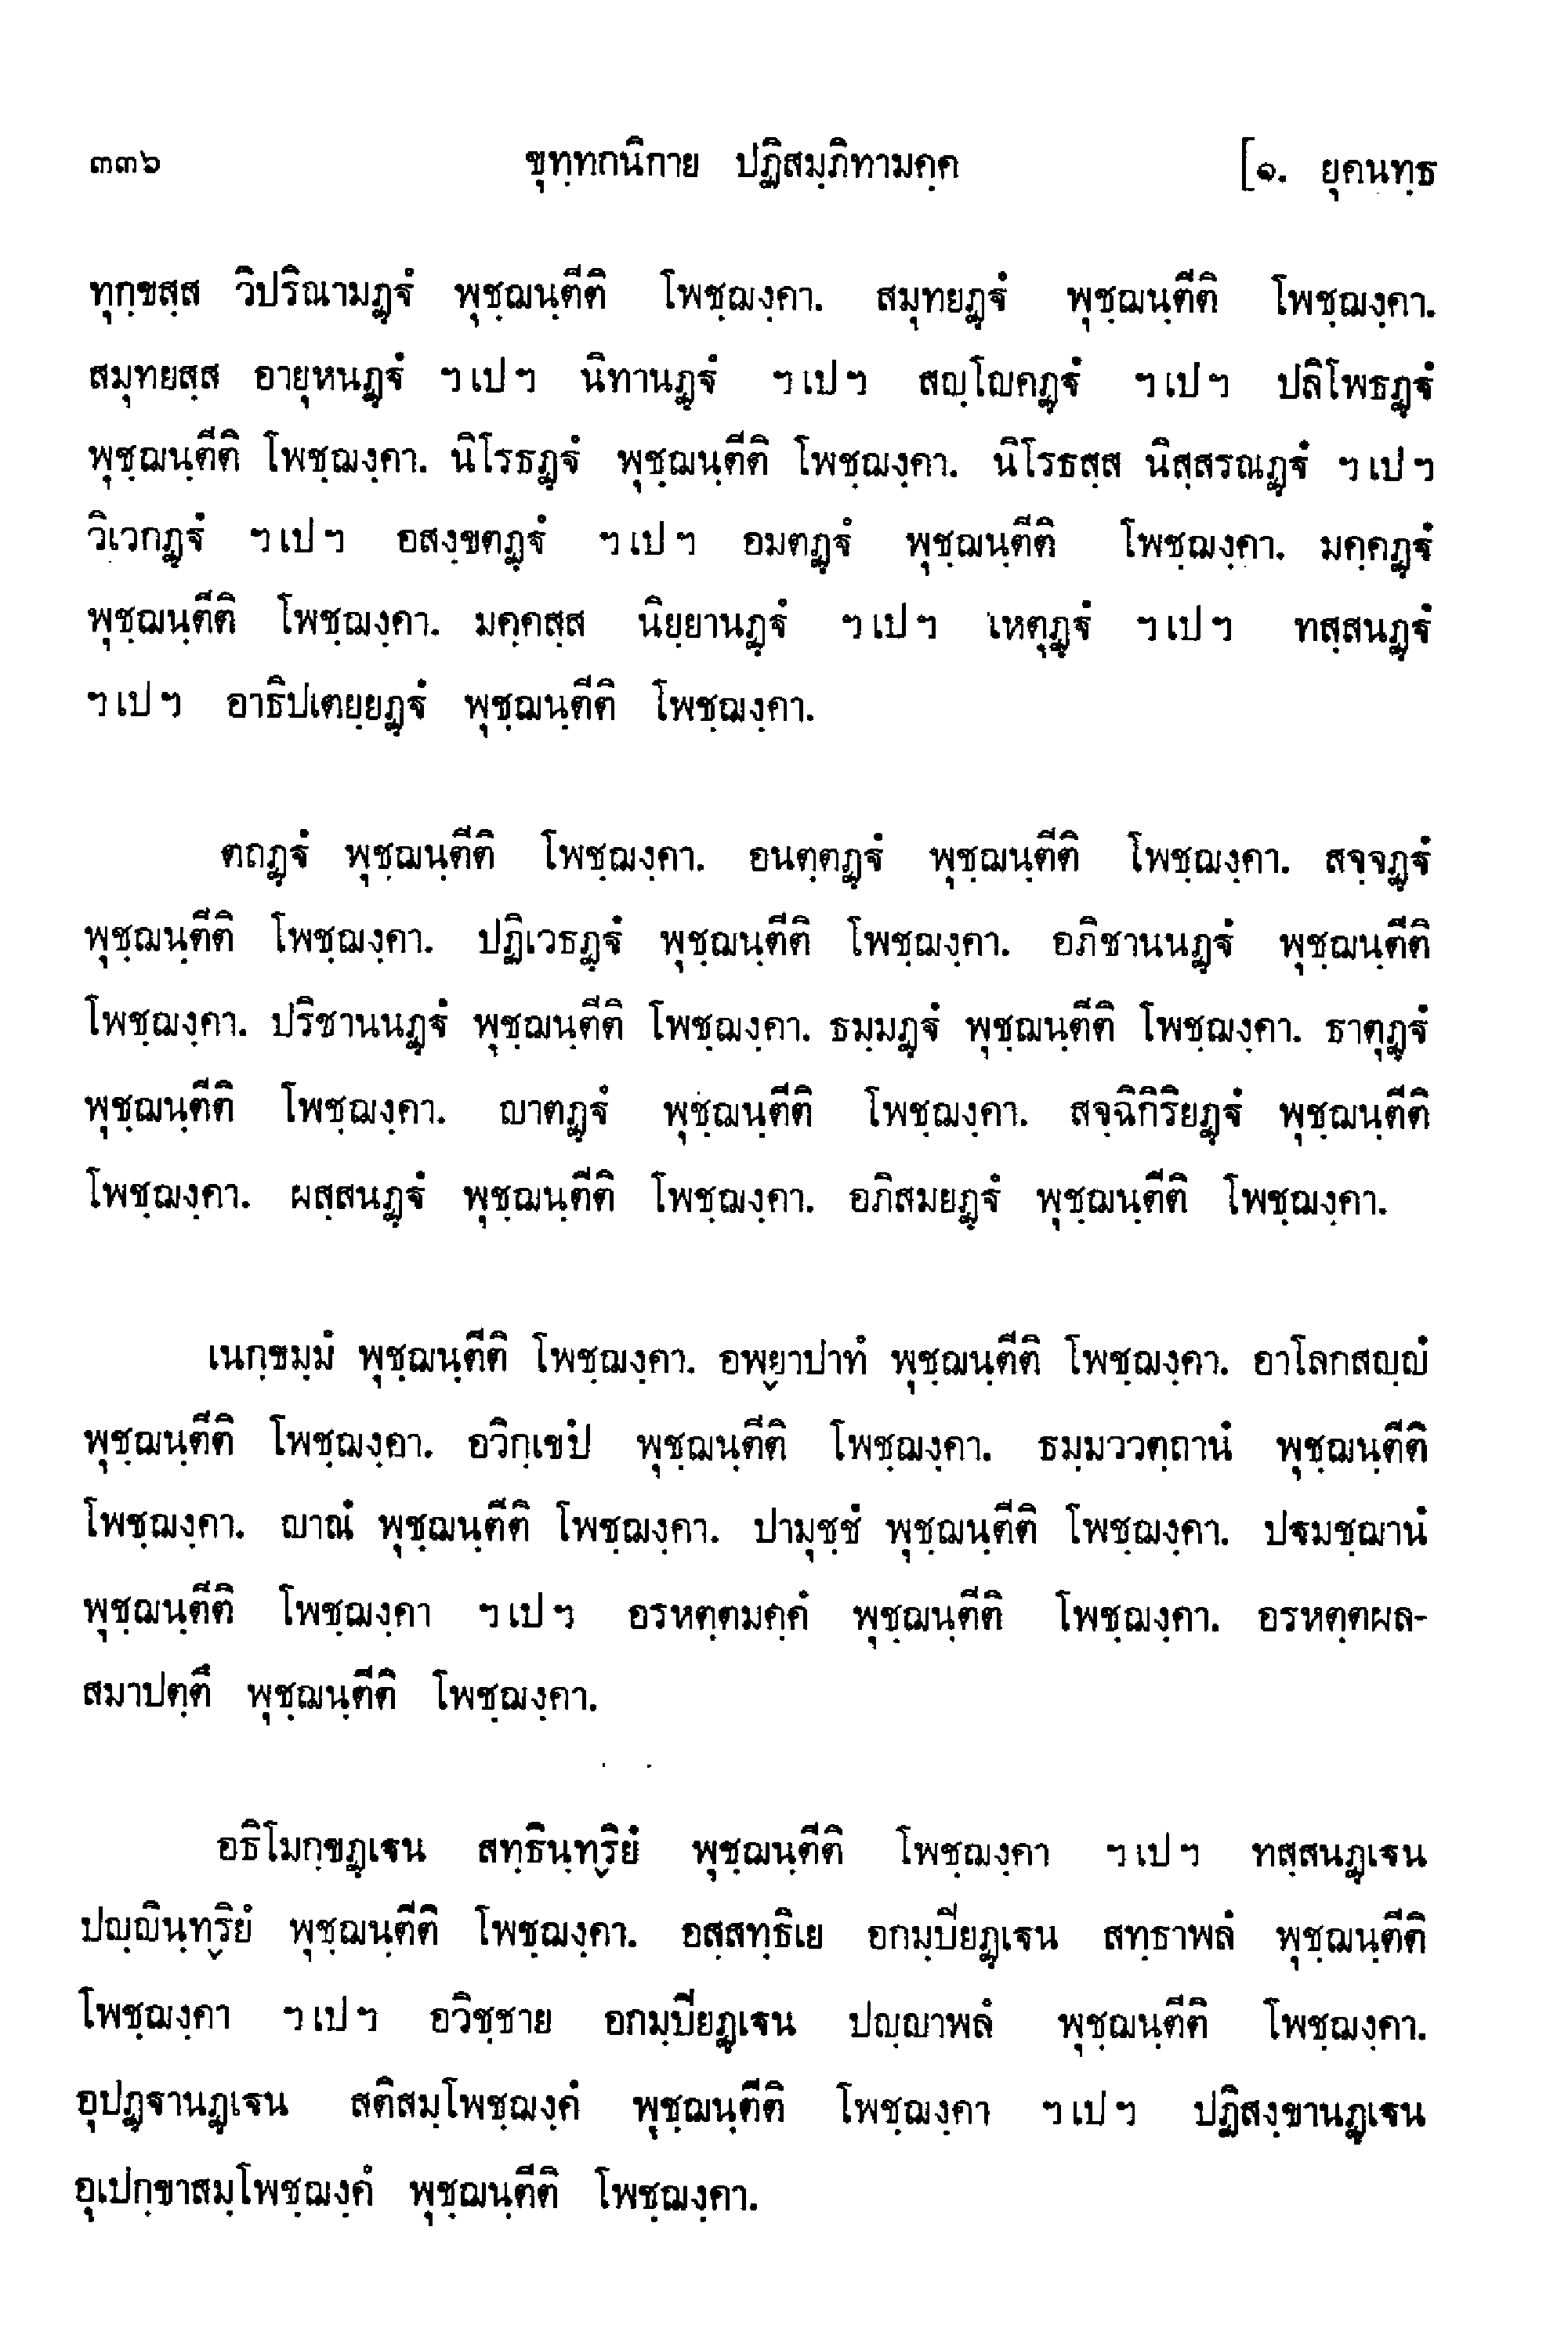 ๓๓๖ ขุทฺทกนิกาย ปฏิสมฺภิทามคฺค [๑. ยุคนทฺธ
ทุกฺขสฺส วิปริณามฏฺฐํ พุชฺฌนฺตีติ โพชฺฌงฺคา. สมุทยฏฺฐํ พุชฺฌนฺตีติ โพชฺฌงฺคา.
สมุทยสฺส อายุหนฏฺฐํ ฯ เป ฯ นิทานฏฺฐํ ฯ เป ฯ สญฺโญคฏฺฐํ ฯ เป ฯ ปลิโพธฏฺฐํ
พุชฺฌนฺตีติ โพชฺฌงฺคา. นิโรธฏฺฐํ พุชฺฌนฺตีติ โพชฺฌงฺคา. นิโรธสฺส นิสฺสรณฏฺฐํ ฯ เป ฯ
วิเวกฏฺฐํ ฯ เป ฯ อสงฺขตฏฺฐํ ฯ เป ฯ อมตฏฺฐํ พุชฺฌนฺตีติ โพชฺฌงฺคา. มคฺคฏฺฐํ
พุชฺฌนฺตีติ โพชฺฌงฺคา. มคฺคสฺส นิยฺยานฏฺฐํ ฯ เป ฯ เหตุฏฺฐํ ฯ เป ฯ ทสฺสนฏฺฐํ
ฯ เป ฯ อาธิปเตยฺยฏฺฐํ พุชฺฌนฺตีติ โพชฺฌงฺคา.
ตถฏฺฐํ พุชฺฌนฺตีติ โพชฺฌงฺคา. อนตฺตฏฺฐํ พุชฺฌนฺตีติ โพชฺฌงฺคา. สจฺจฏฺฐํ
พุชฺฌนฺตีติ โพชฺฌงฺคา. ปฏิเวธฏฺฐํ พุชฺฌนฺตีติ โพชฺฌงฺคา. อภิชานนฏฺฐํ พุชฺฌนฺตีติ
โพชฺฌงฺคา. ปริชานนฏฺฐํ พุชฺฌนฺตีติ โพชฺฌงฺคา. ธมฺมฏฺฐํ พุชฺฌนฺตีติ โพชฺฌงฺคา. ธาตุฏฺฐํ
พุชฺฌนฺตีติ โพชฺฌงฺคา. ญาตฏฺฐํ พุชฺฌนฺตีติ โพชฺฌงฺคา. สจฺฉิกิริยฏฺฐํ พุชฺฌนฺตีติ
โพชฺฌงฺคา. ผสฺสนฏฺฐํ พุชฺฌนฺตีติ โพชฺฌงฺคา. อภิสมยฏฺฐํ พุชฺฌนฺตีติ โพชฺฌงฺคา.
เนกฺขมฺมํ พุชฺฌนฺตีติ โพชฺฌงฺคา. อพฺยาปาทํ พุชฺฌนฺตีติ โพชฺฌงฺคา. อาโลกสญฺญํ
พุชฺฌนฺตีติ โพชฺฌงฺคา. อวิกฺเขปํ พุชฺฌนฺตีติ โพชฺฌงฺคา. ธมฺมววตฺถานํ พุชฺฌนฺตีติ
โพชฺฌงฺคา. ญาณํ พุชฺฌนฺตีติ โพชฺฌงฺคา. ปามุชฺชํ พุชฺฌนฺตีติ โพชฺฌงฺคา. ปฐมชฺฌานํ
พุชฺฌนฺตีติ โพชฺฌงฺคา ฯ เป ฯ อรหตฺตมคฺคํ พุชฺฌนฺตีติ โพชฺฌงฺคา. อรหตฺตผล-
สมาปตฺตึ พุชฺฌนฺตีติ โพชฺฌงฺคา.
อธิโมกฺขฏฺเฐน สทฺธินฺทฺริยํ พุชฺฌนฺตีติ โพชฺฌงฺคา ฯ เป ฯ ทสฺสนฏฺเฐน
ปญฺญินฺทฺริยํ พุชฺฌนฺตีติ โพชฺฌงฺคา. อสฺสทฺธิเย อกมฺปิยฏฺเฐน สทฺธาพลํ พุชฺฌนฺตีติ
โพชฺฌงฺคา ฯ เป ฯ อวิชฺชาย อกมฺปิยฏฺเฐน ปญฺญาพลํ พุชฺฌนฺตีติ โพชฺฌงฺคา.
อุปฏฺฐานฏฺเฐน สติสมฺโพชฺฌงฺคํ พุชฺฌนฺตีติ โพชฺฌงฺคา ฯ เป ฯ ปฏิสงฺขานฏฺเฐน
อุเปกฺขาสมฺโพชฺฌงฺคํ พุชฺฌนฺตีติ โพชฺฌงฺคา.